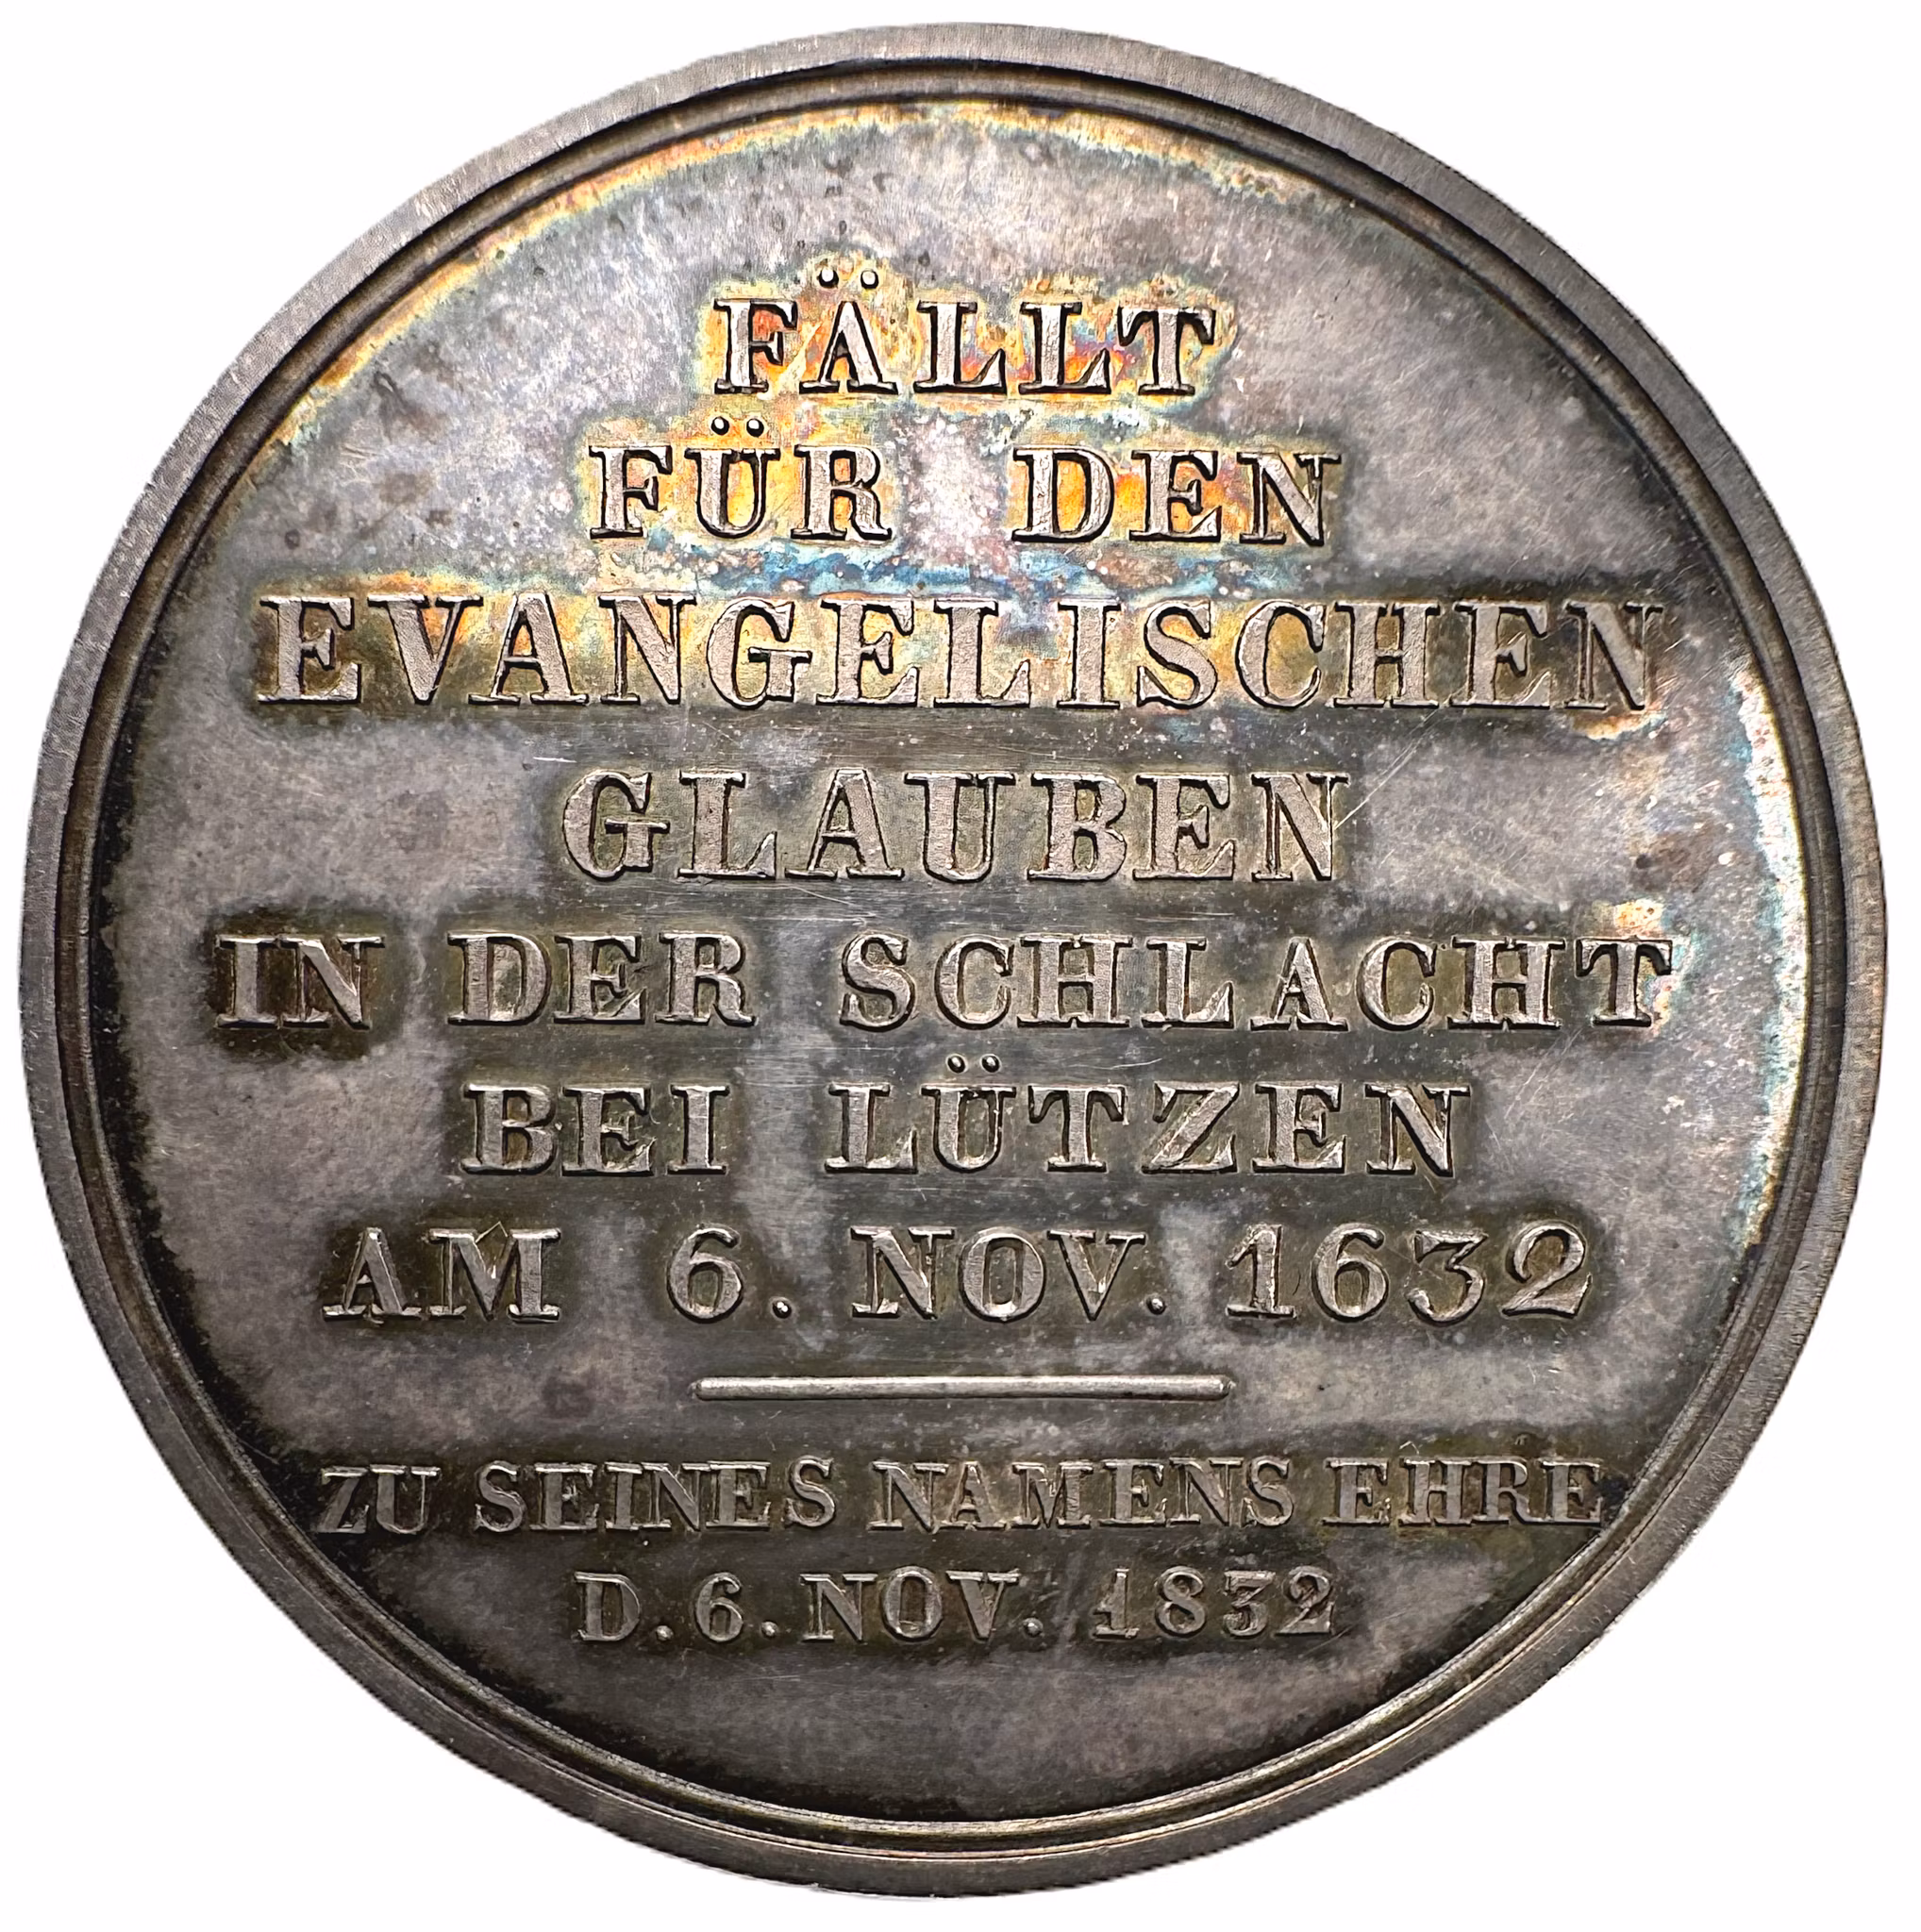 FÄLLT
FÜR DEN
EVANGELISCHEN
GLAUBEN
IN DER SCHLACHT
BEI LÜTZEN
AM 6. NOV. 1632
ZU SEINES NAMENS EHRE
D. 6. NOV. 1832